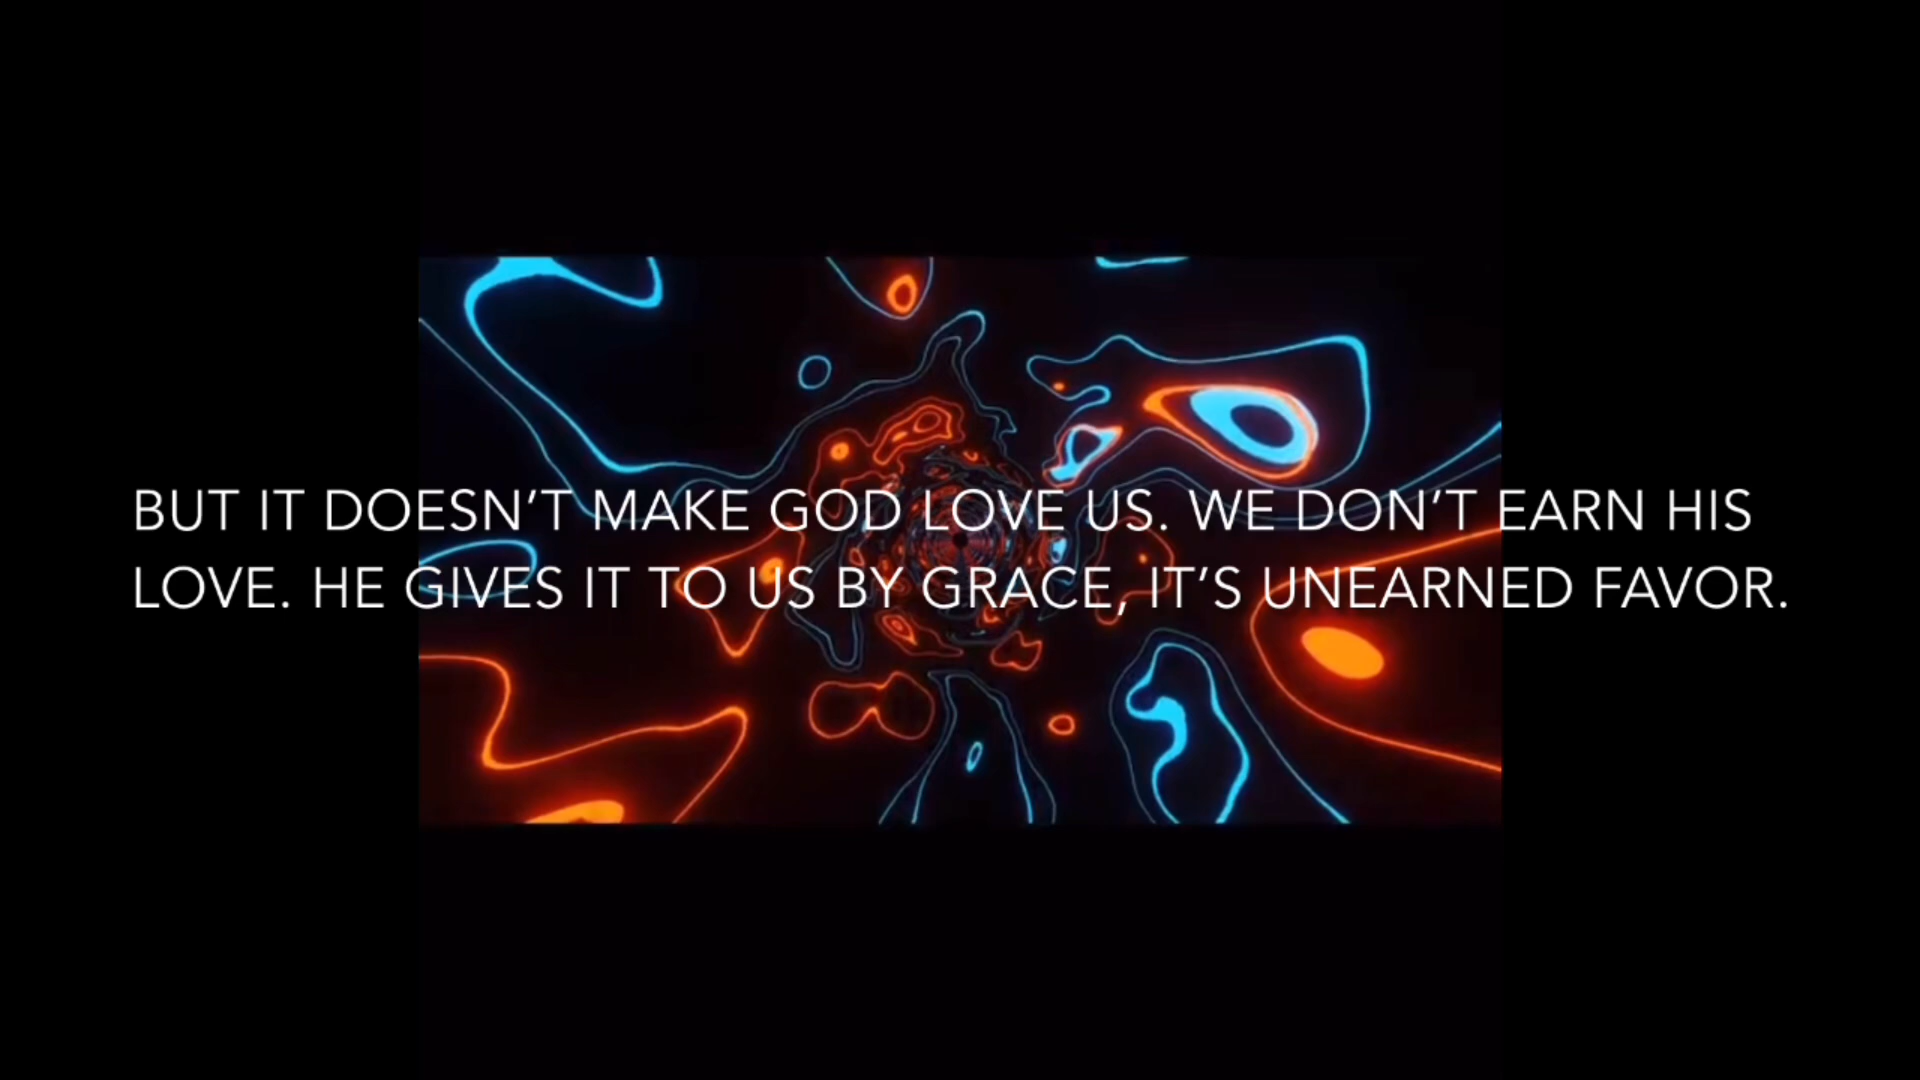 BUT IT DOESN’T MAKE GOD LOVE US. WE DON’T EARN HIS
LOVE. HE GIVES IT TO US BY GRACE, IT’S UNEARNED FAVOR.